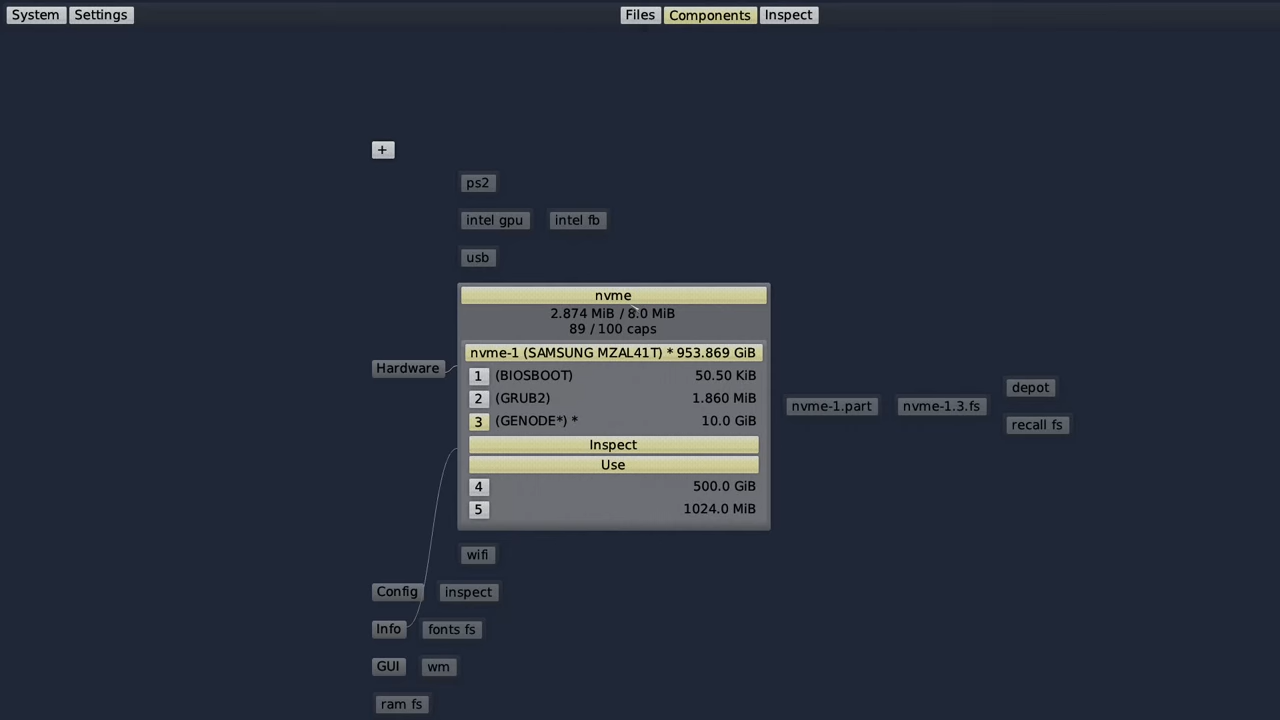 System Settings Files Components Inspect
+
ps2
intel gpu intel fb
usb
nvme
2.874 MiB / 8.0 MiB
89 / 100 caps
nvme-1 (SAMSUNG MZAL41T) * 953.869 GiB
Hardware
1 (BIOSBOOT) 50.50 KiB
depot
2 (GRUB2) 1.860 MiB
nvme-1.part nvme-1.3.fs
3 (GENODE*) * 10.0 GiB
recall fs
Inspect
Use
4 500.0 GiB
5 1024.0 MiB
wifi
Config inspect
Info fonts fs
GUI wm
ram fs